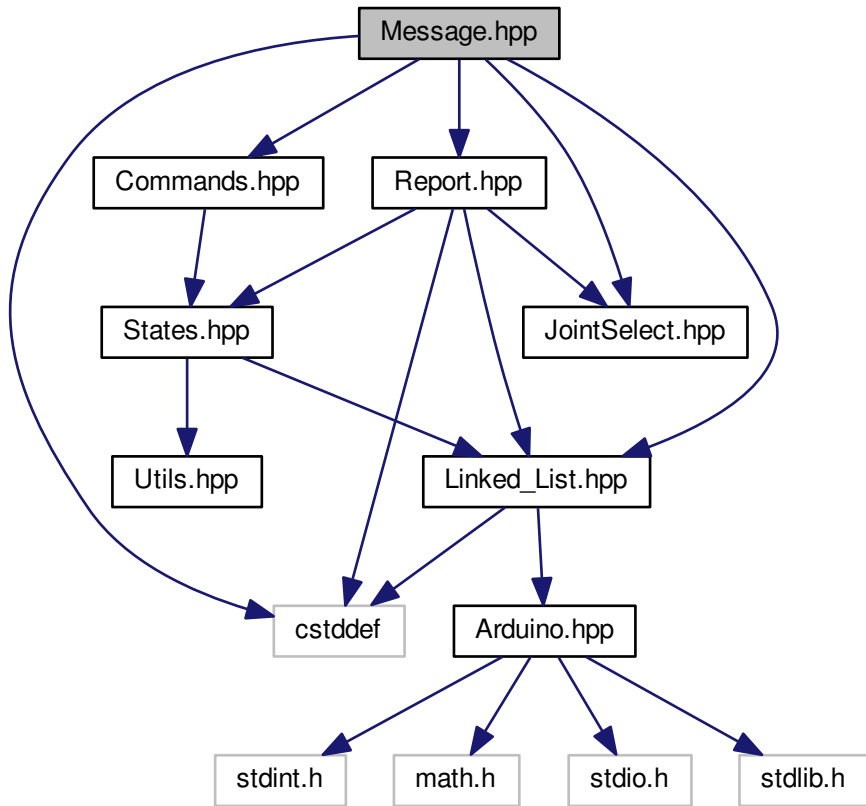 Message.hpp
Commands.hpp
Report.hpp
States.hpp
JointSelect.hpp
Utils.hpp
Linked_List.hpp
cstddef
Arduino.hpp
stdint.h
math.h
stdio.h
stdlib.h